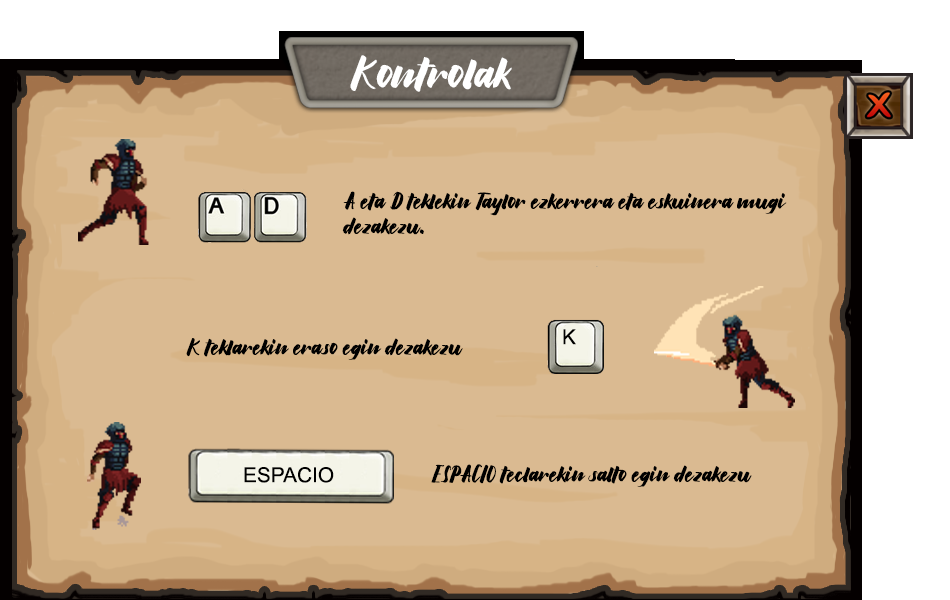 Kontrolak
X
A D
A eta D teklekin Taylor ezkerrera eta eskuinera mugi
dezakezu.
K teklarekin eraso egin dezakezu
K
ESPACIO
ESPACIO teclarekin salto egin dezakezu